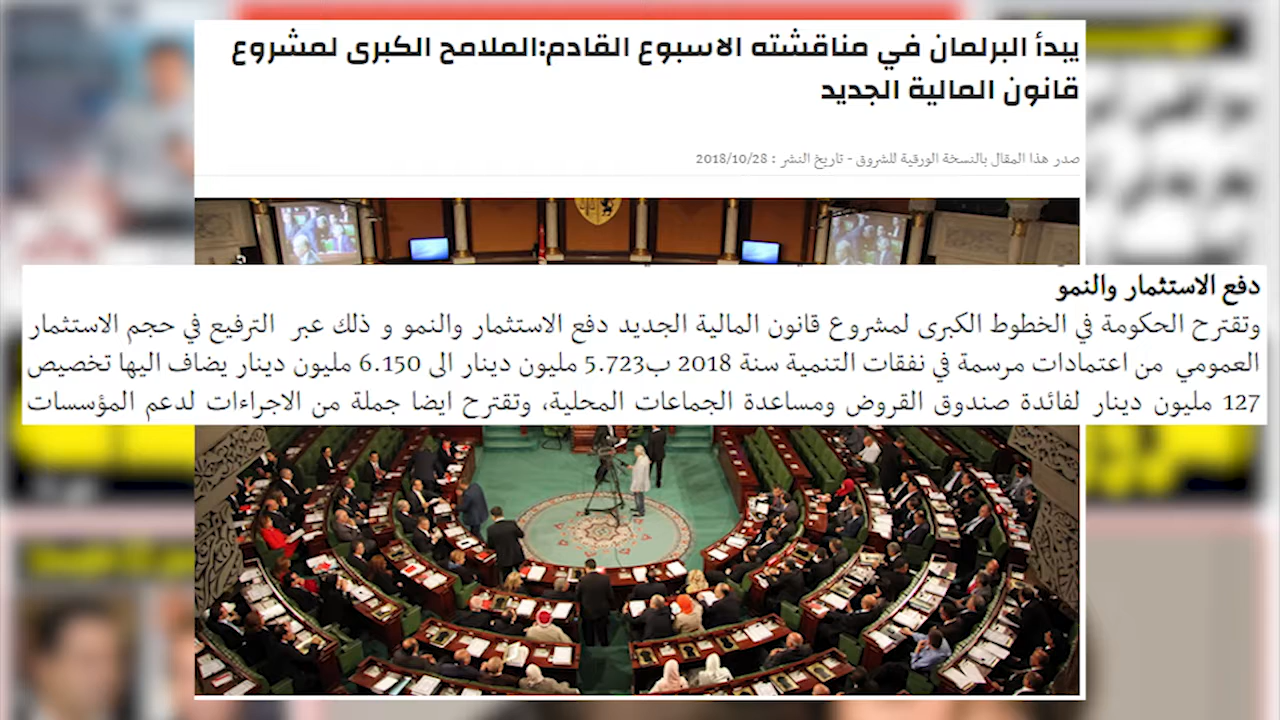 يبدأ البرلمان في مناقشته الاسبوع القادم:الملامح الكبرى لمشروع
قانون المالية الجديد
صدر هذا المقال بالنسخة الورقية للشروق - تاريخ النشر : 2018/10/28
دفع الاستثمار والنمو
وتقترح الحكومة في الخطوط الكبرى لمشروع قانون المالية الجديد دفع الاستثمار والنمو و ذلك عبر الترفيع في حجم الاستثمار
العمومي من اعتمادات مرسمة في نفقات التنمية سنة 2018 ب5.723 مليون دينار الى 6.150 مليون دينار يضاف اليها تخصيص
127 مليون دينار لفائدة صندوق القروض ومساعدة الجماعات المحلية، وتقترح ايضا جملة من الاجراءات لدعم المؤسسات